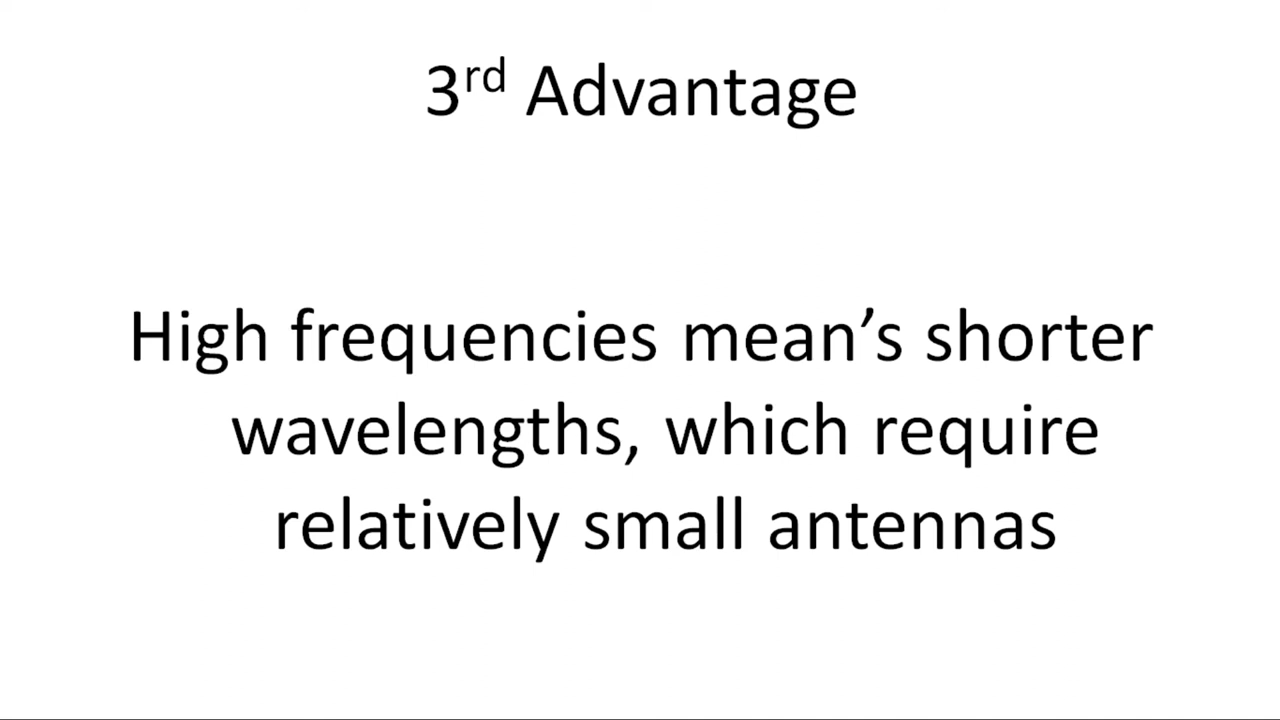 3rd Advantage
High frequencies mean’s shorter
wavelengths, which require
relatively small antennas